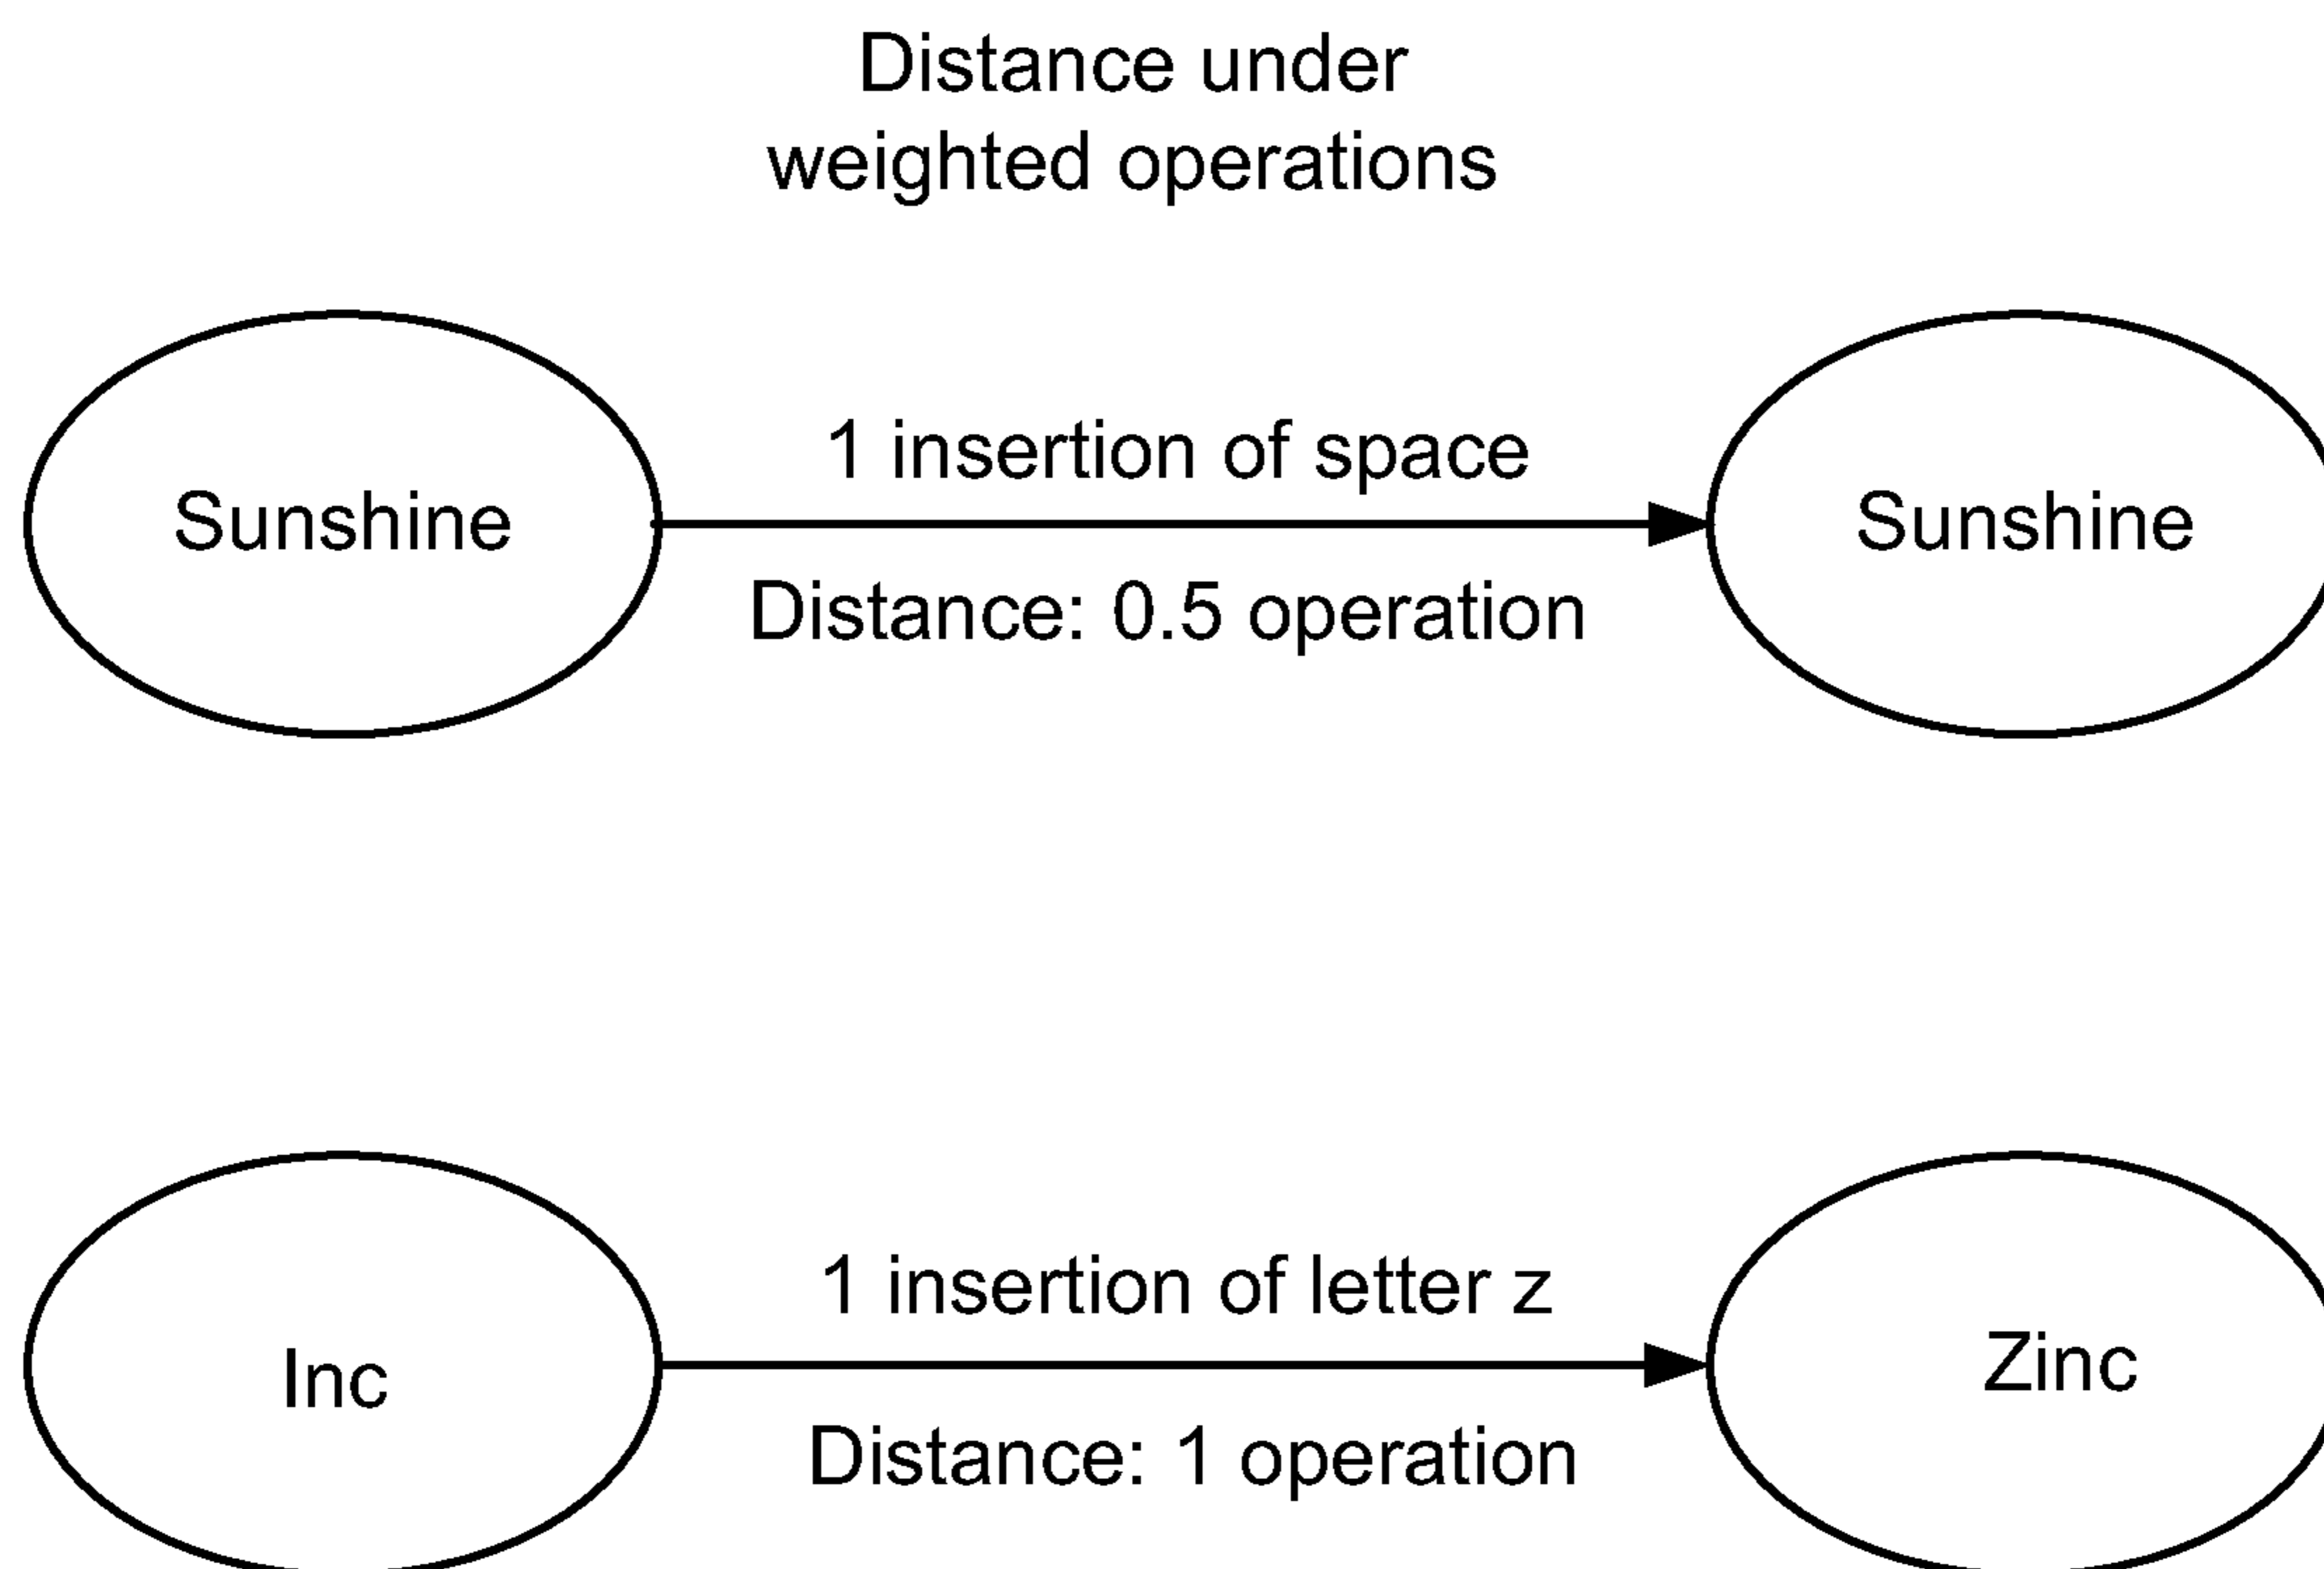 Distance under
weighted operations
1 insertion of space
Sunshine
Sunshine
Distance: 0.5 operation
1 insertion of letter z
Inc
Zinc
Distance: 1 operation